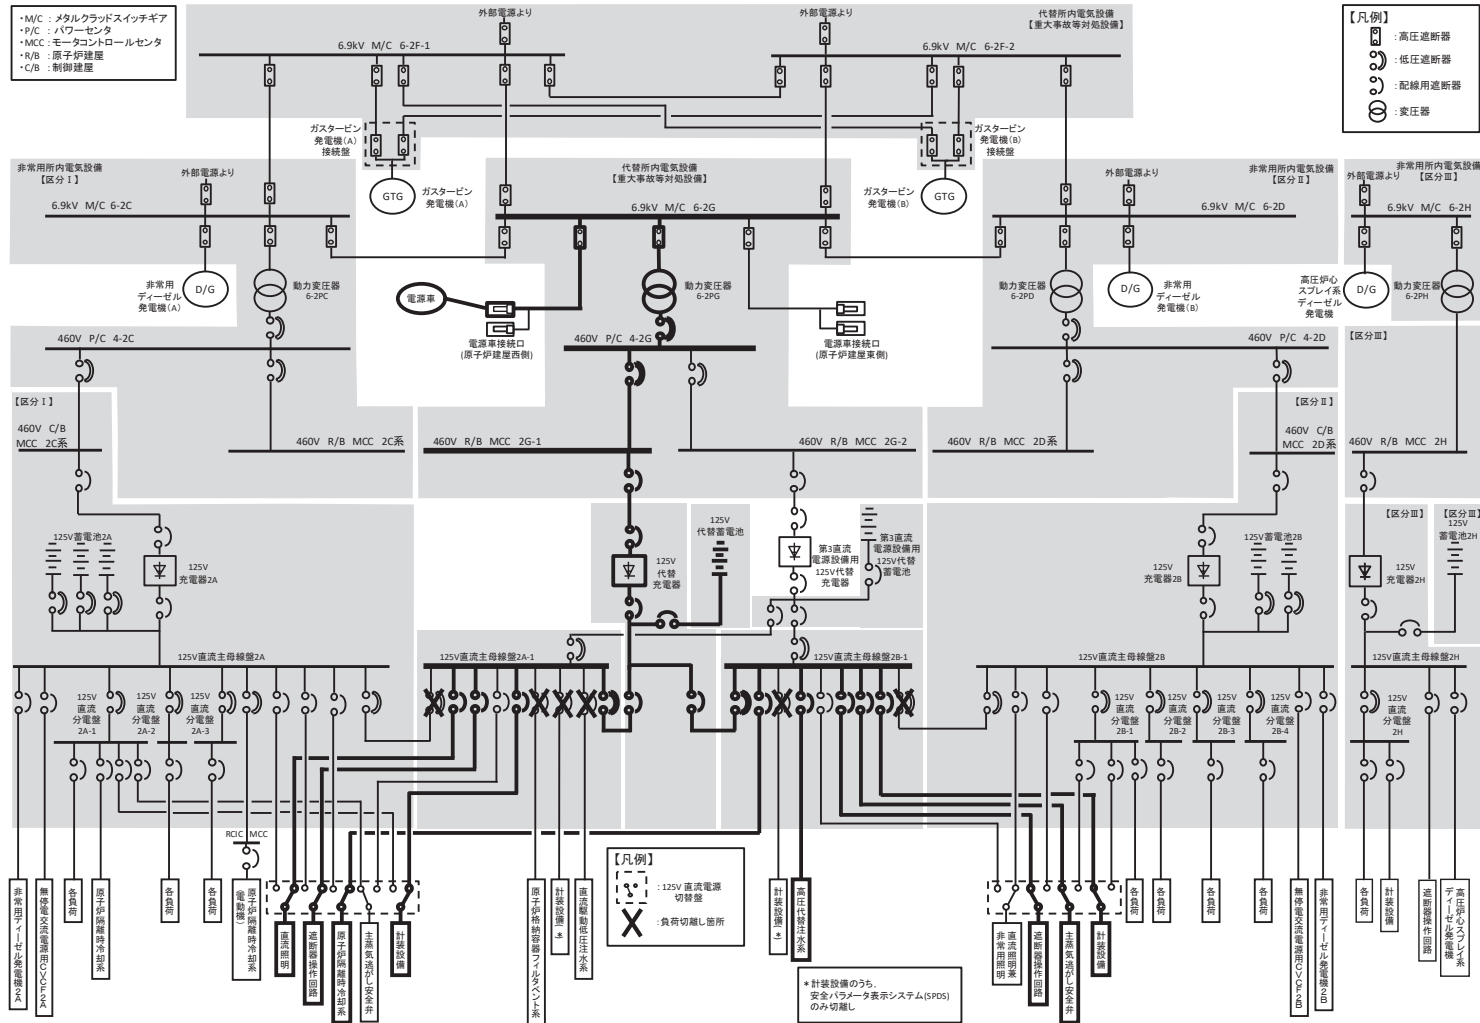 ・M/C ：メタルクラッドスイッチギア
・P/C ：パワーセンタ
・MCC：モータコントロールセンタ
・R/B ：原子炉建屋
・C/B ：制御建屋
外部電源より
外部電源より
代替所内電気設備
【重大事故等対処設備】
【凡例】
：高圧遮断器
：低圧遮断器
：配線用遮断器
：変圧器
6.9kV M/C 6-2F-1
6.9kV M/C 6-2F-2
ガスタービン
発電機(A)
接続盤
ガスタービン
発電機(B)
接続盤
GTG
ガスタービン
発電機(A)
ガスタービン
発電機(B)
GTG
非常用所内電気設備
【区分Ⅰ】
外部電源より
代替所内電気設備
【重大事故等対処設備】
外部電源より
非常用所内電気設備
【区分Ⅱ】
非常用所内電気設備
【区分Ⅲ】
外部電源より
6.9kV M/C 6-2C
6.9kV M/C 6-2G
6.9kV M/C 6-2D
6.9kV M/C 6-2H
非常用
ディーゼル
発電機(A)
D/G
動力変圧器
6-2PC
電源車
動力変圧器
6-2PG
動力変圧器
6-2PD
D/G
非常用
ディーゼル
発電機(B)
高圧炉心
スプレイ系
ディーゼル
発電機
D/G
動力変圧器
6-2PH
電源車接続口
(原子炉建屋西側)
電源車接続口
(原子炉建屋東側)
460V P/C 4-2C
460V P/C 4-2G
460V P/C 4-2D
【区分Ⅲ】
【区分Ⅰ】
【区分Ⅱ】
460V C/B
MCC 2C系
460V R/B MCC 2C系
460V R/B MCC 2G-1
460V R/B MCC 2G-2
460V R/B MCC 2D系
460V C/B
MCC 2D系
460V R/B MCC 2H
125V蓄電池2A
125V
充電器2A
125V
代替
充電器
125V
代替蓄電池
第3直流
電源設備用
125V代替
充電器
第3直流
電源設備用
125V代替
蓄電池
125V
充電器2B
125V蓄電池2B
【区分Ⅲ】
125V
充電器2H
【区分Ⅲ】
125V
蓄電池2H
125V直流主母線盤2A
125V直流主母線盤2A-1
125V直流主母線盤2B-1
125V直流主母線盤2B
125V直流主母線盤2H
125V
直流
分電盤
2A-1
125V
直流
分電盤
2A-2
125V
直流
分電盤
2A-3
125V
直流
分電盤
2B-1
125V
直流
分電盤
2B-2
125V
直流
分電盤
2B-3
125V
直流
分電盤
2B-4
125V
直流
分電盤
2H
RCIC MCC
非常用ディーゼル発電機2A
無停電交流電源用CVCF2A
各負荷
原子炉隔離時冷却系
各負荷
各負荷
原子炉隔離時冷却系
(電動機)
直流照明
遮断器操作回路
原子炉隔離時冷却系
主蒸気逃がし安全弁
計装設備
原子炉格納容器フィルタベント系
計装設備(*)
直流駆動低圧注水系
【凡例】
：125V 直流電源
切替盤
：負荷切離し箇所
計装設備(*)
高圧代替注水系
*計装設備のうち、
安全パラメータ表示システム(SPDS)
のみ切離し
直流照明兼
非常用照明
遮断器操作回路
主蒸気逃がし安全弁
計装設備
各負荷
各負荷
各負荷
各負荷
無停電交流電源用CVCF2B
非常用ディーゼル発電機2B
各負荷
計装設備
遮断器操作回路
高圧炉心スプレイ系
ディーゼル発電機